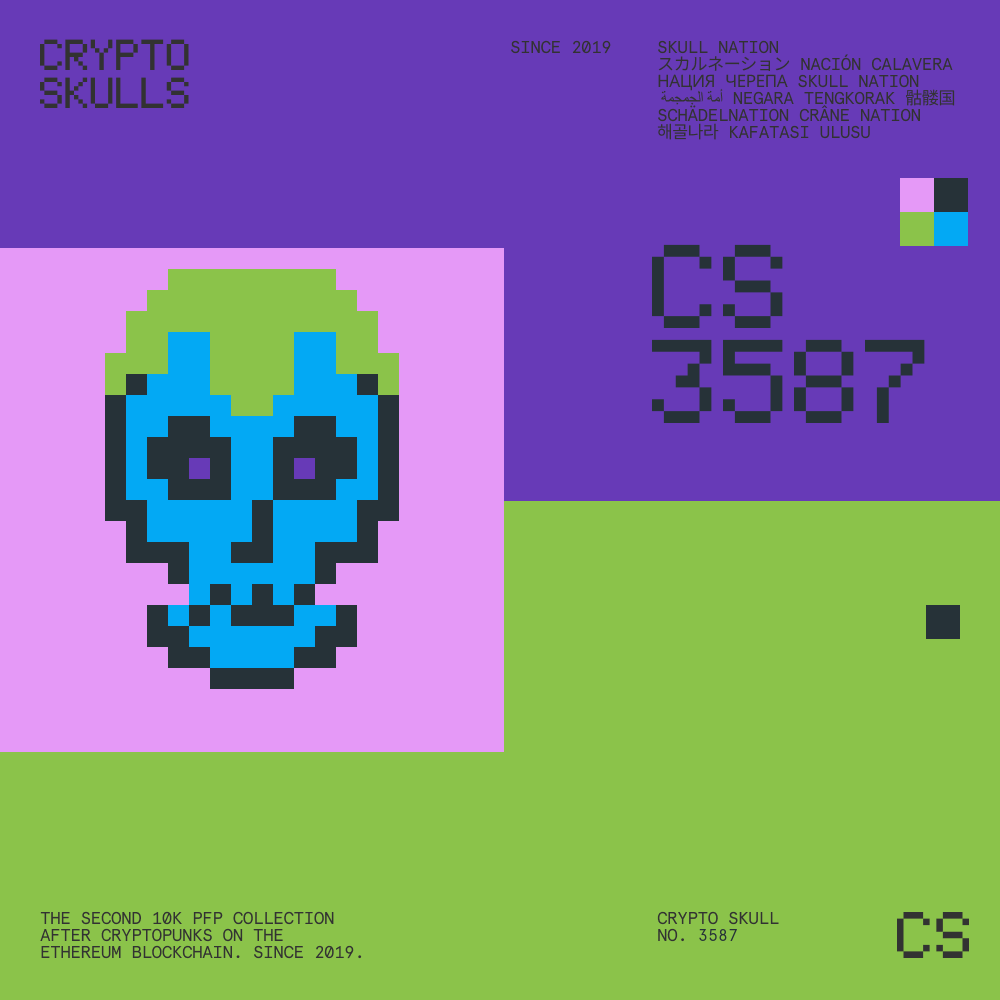 CRYPTO
SKULLS
SINCE 2019
SKULL NATION
スカルネーション NACIÓN CALAVERA
НАЦИЯ ЧЕРЕПА SKULL NATION
أمة الجمجمة NEGARA TENGKORAK 骷髅国
SCHÄDELNATION CRÂNE NATION
해골나라 KAFATASI ULUSU
CS
3587
THE SECOND 10K PFP COLLECTION
AFTER CRYPTOPUNKS ON THE
ETHEREUM BLOCKCHAIN. SINCE 2019.
CRYPTO SKULL
NO. 3587
CS